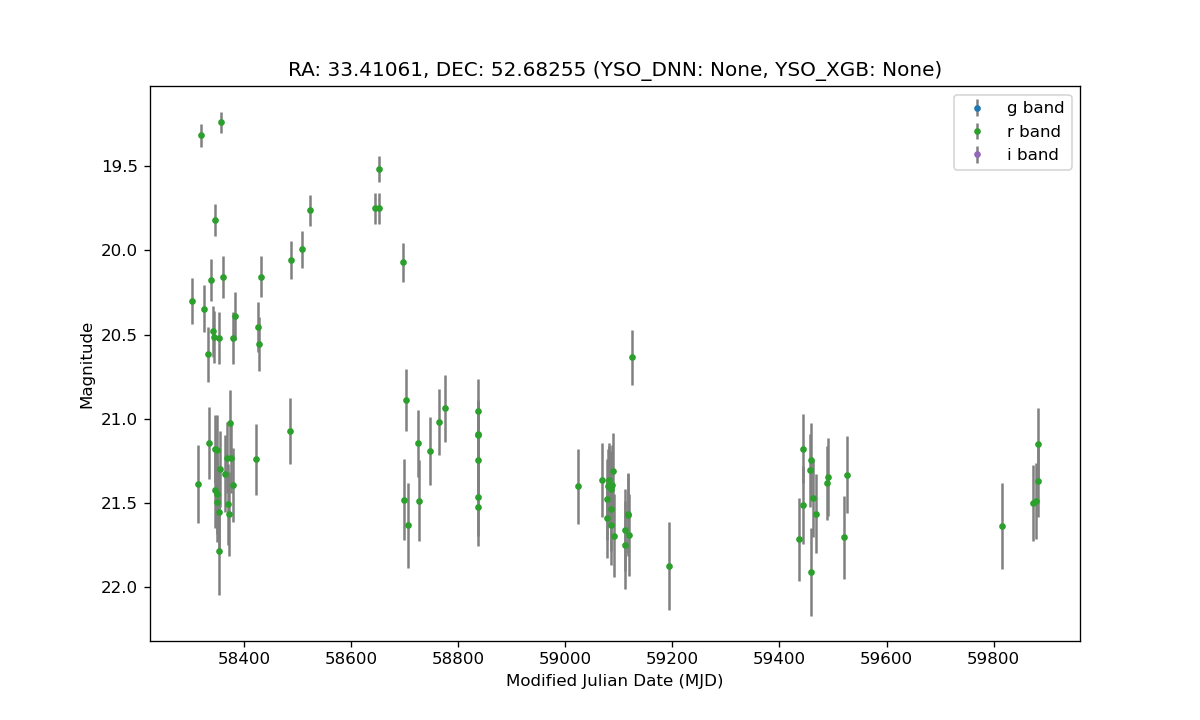 RA: 33.41061, DEC: 52.68255 (YSO_DNN: None, YSO_XGB: None)
g band
r band
i band
19.5
20.0
20.5
21.0
21.5
22.0
Magnitude
58400 58600 58800 59000 59200 59400 59600 59800
Modified Julian Date (MJD)